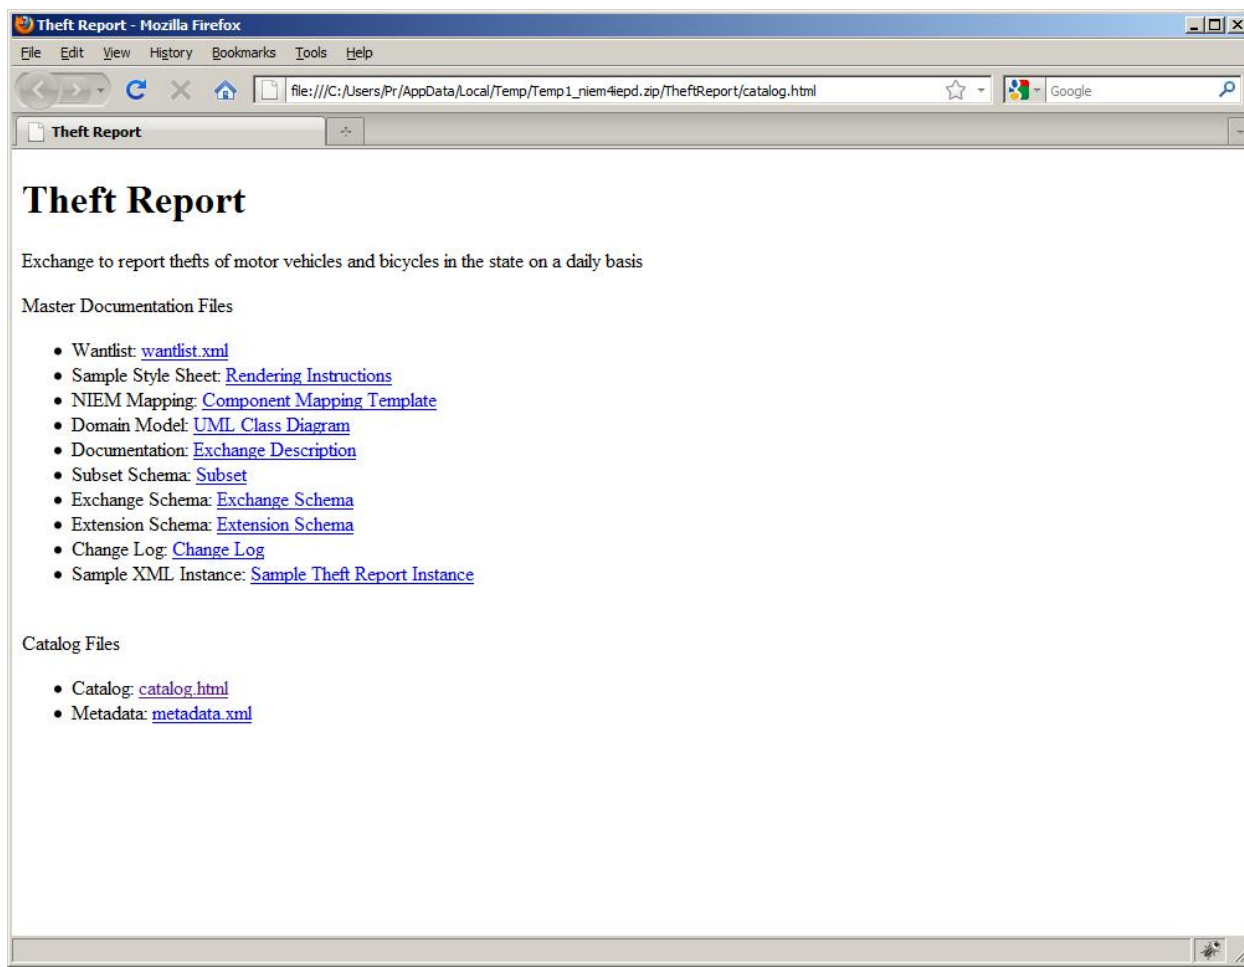 Theft Report - Mozilla Firefox
File Edit View History Bookmarks Tools Help
file:///C:/Users/Pr/AppData/Local/Temp/Temp1_niem4iepd.zip/TheftReport/catalog.html Google
Theft Report
Theft Report
Exchange to report thefts of motor vehicles and bicycles in the state on a daily basis
Master Documentation Files
• Wantlist: wantlist.xml
• Sample Style Sheet: Rendering Instructions
• NIEM Mapping: Component Mapping Template
• Domain Model: UML Class Diagram
• Documentation: Exchange Description
• Subset Schema: Subset
• Exchange Schema: Exchange Schema
• Extension Schema: Extension Schema
• Change Log: Change Log
• Sample XML Instance: Sample Theft Report Instance
Catalog Files
• Catalog: catalog.html
• Metadata: metadata.xml